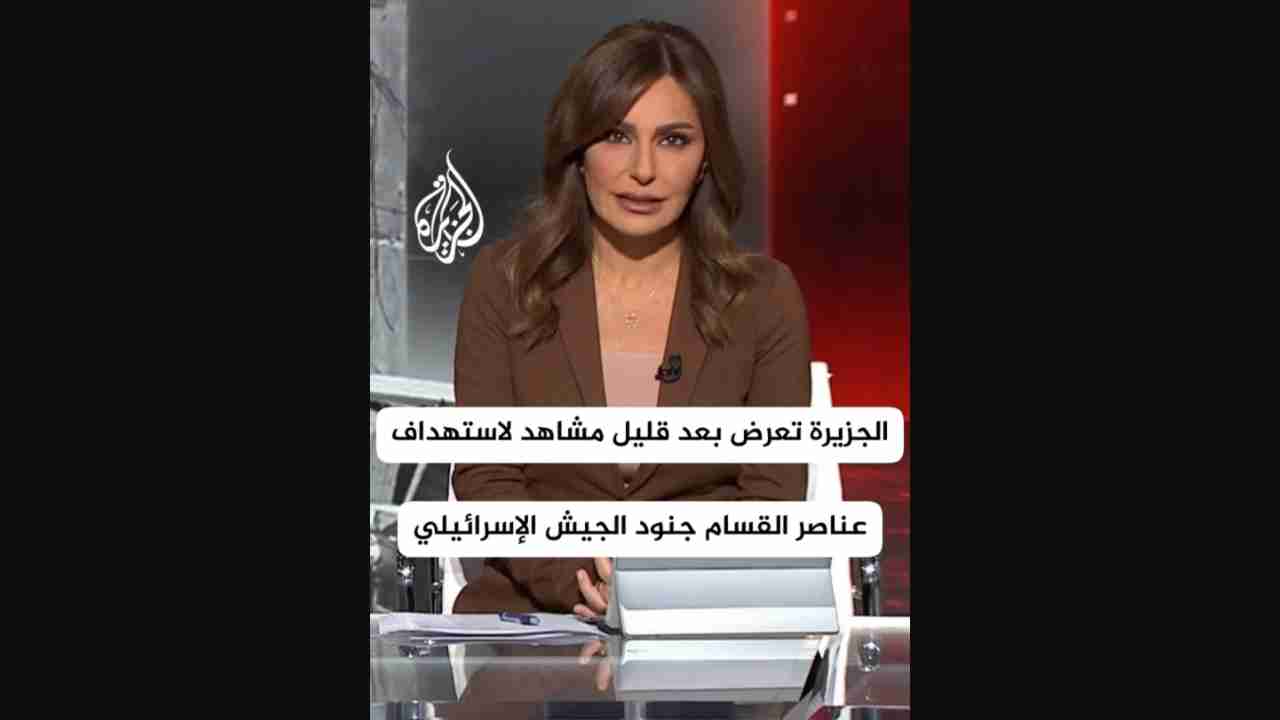 الجزيرة
الجزيرة تعرض بعد قليل مشاهد لاستهداف
عناصر القسام جنود الجيش الإسرائيلي